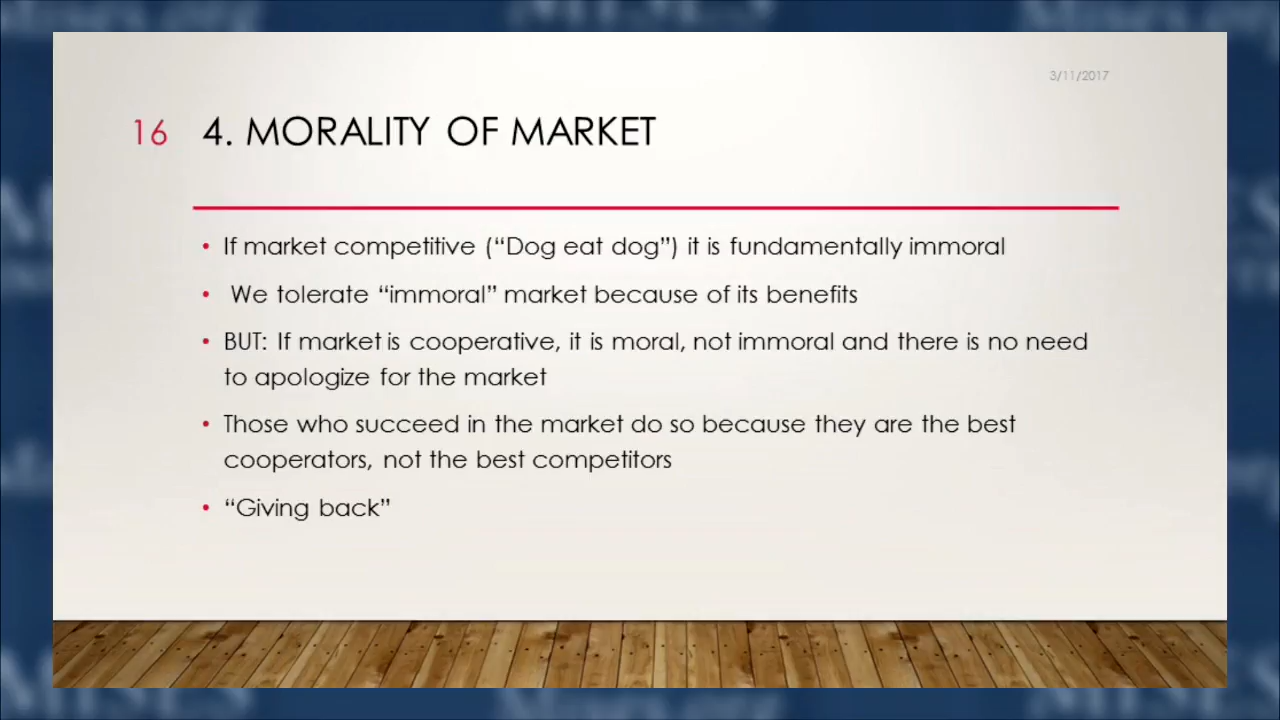 3/11/2017
16 4. MORALITY OF MARKET
• If market competitive (“Dog eat dog”) it is fundamentally immoral
• We tolerate “immoral” market because of its benefits
• BUT: If market is cooperative, it is moral, not immoral and there is no need
to apologize for the market
• Those who succeed in the market do so because they are the best
cooperators, not the best competitors
• “Giving back”